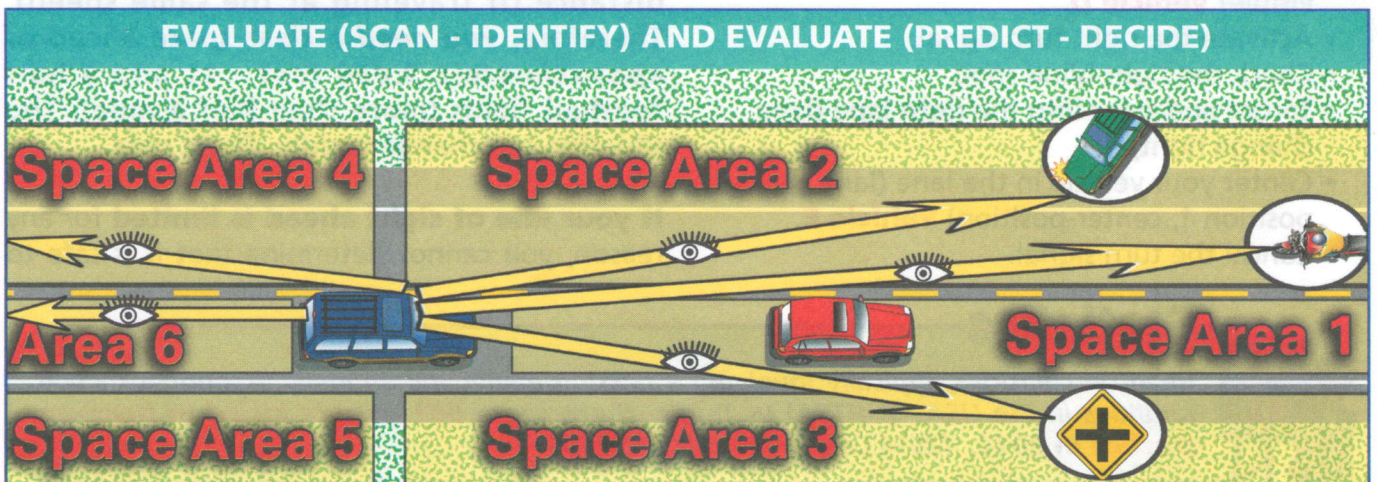 EVALUATE (SCAN - IDENTIFY) AND EVALUATE (PREDICT - DECIDE)
Space Area 4
Space Area 2
Area 6
Space Area 1
Space Area 5
Space Area 3